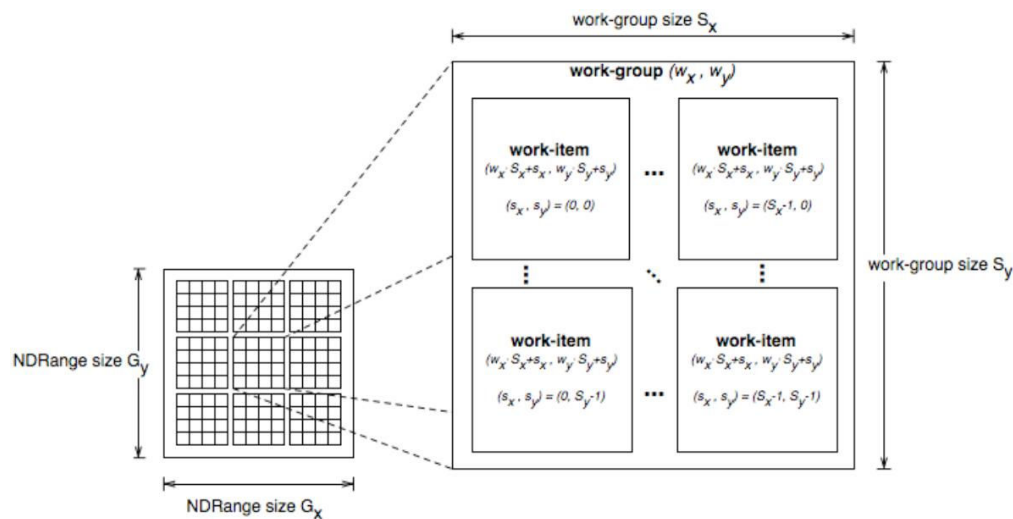 work-group size Sx
work-group (wx , wy)
work-item
(wx· Sx+sx , wy· Sy+sy)
(sx , sy) = (0, 0)
...
work-item
(wx· Sx+sx , wy· Sy+sy)
(sx , sy) = (Sx-1, 0)
work-group size Sy
work-item
(wx· Sx+sx , wy· Sy+sy)
(sx , sy) = (0, Sy-1)
...
work-item
(wx· Sx+sx , wy· Sy+sy)
(sx , sy) = (Sx-1, Sy-1)
NDRange size Gy
NDRange size Gx